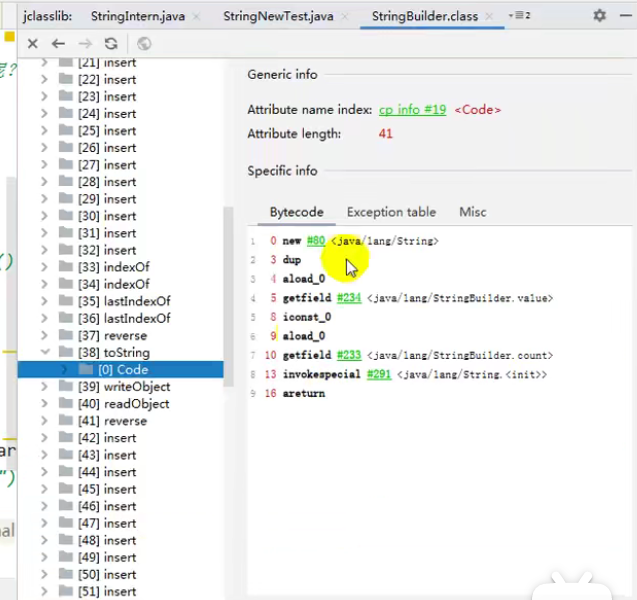 jclasslib:
StringIntern.java
StringNewTest.java
StringBuilder.class
2
[21] insert
[22] insert
[23] insert
[24] insert
[25] insert
[26] insert
[27] insert
[28] insert
[29] insert
[30] insert
[31] insert
[32] insert
[33] indexOf
[34] indexOf
[35] lastIndexOf
[36] lastIndexOf
[37] reverse
[38] toString
[0] Code
[39] writeObject
[40] readObject
[41] reverse
[42] insert
[43] insert
[44] insert
[45] insert
[46] insert
[47] insert
[48] insert
[49] insert
[50] insert
[51] insert
Generic info
Attribute name index: cp info #19 <Code>
Attribute length: 41
Specific info
Bytecode Exception table Misc
1 0 new #80 <java/lang/String>
2 3 dup
3 4 aload_0
4 5 getfield #234 <java/lang/StringBuilder.value>
5 8 iconst_0
6 9 aload_0
7 10 getfield #233 <java/lang/StringBuilder.count>
8 13 invokespecial #291 <java/lang/String.<init>>
9 16 areturn
()
ar
")
nal